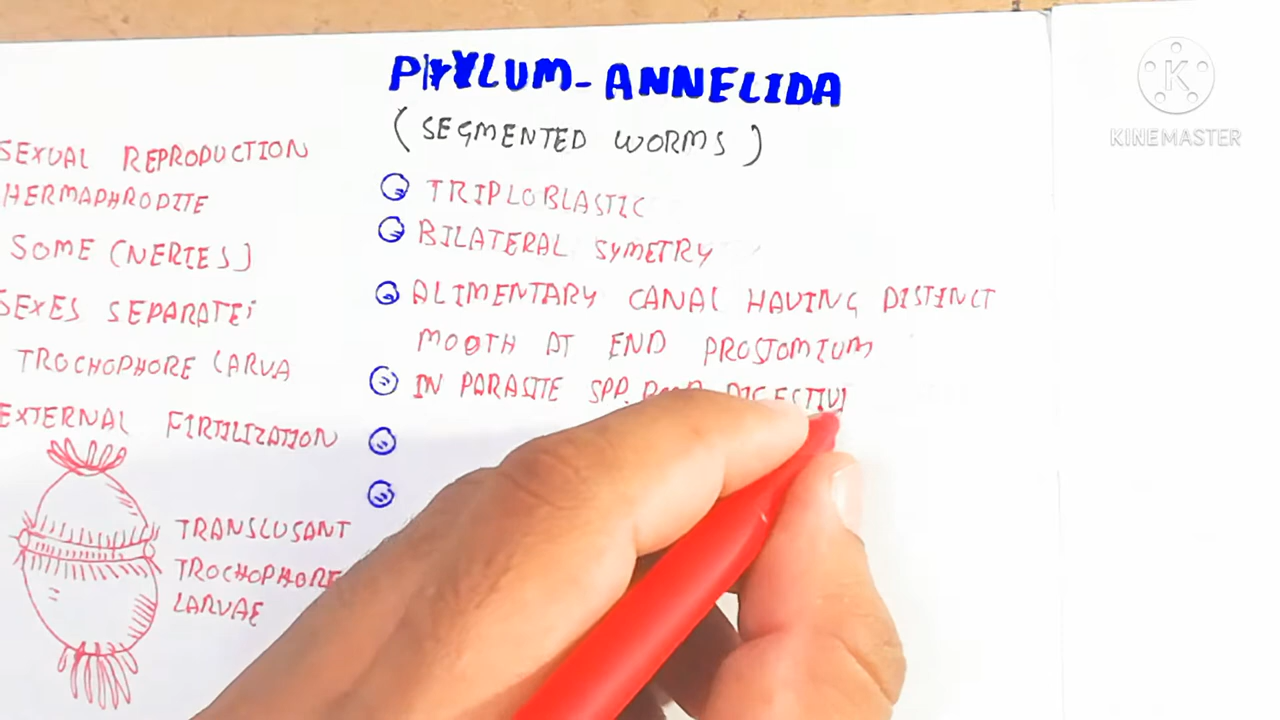 PHYLUM-ANNELIDA
(SEGMENTED WORMS)
TRIPLOBLASTIC
BILATERAL SYMETRY
ALIMENTARY CANAL HAVING DISTINCT
MOOTH AT END PROSTOMIUM
IN PARASITE SPP. DIGESTIVE
SEXUAL REPRODUCTION
HERMAPHRODITE
SOME (NERIES)
SEXES SEPARATE
TROCHOPHORE LARVA
EXTERNAL FIRTILIZATION
TRANSLUSANT
TROCHOPHORE
LARVAE
K
KINEMASTER